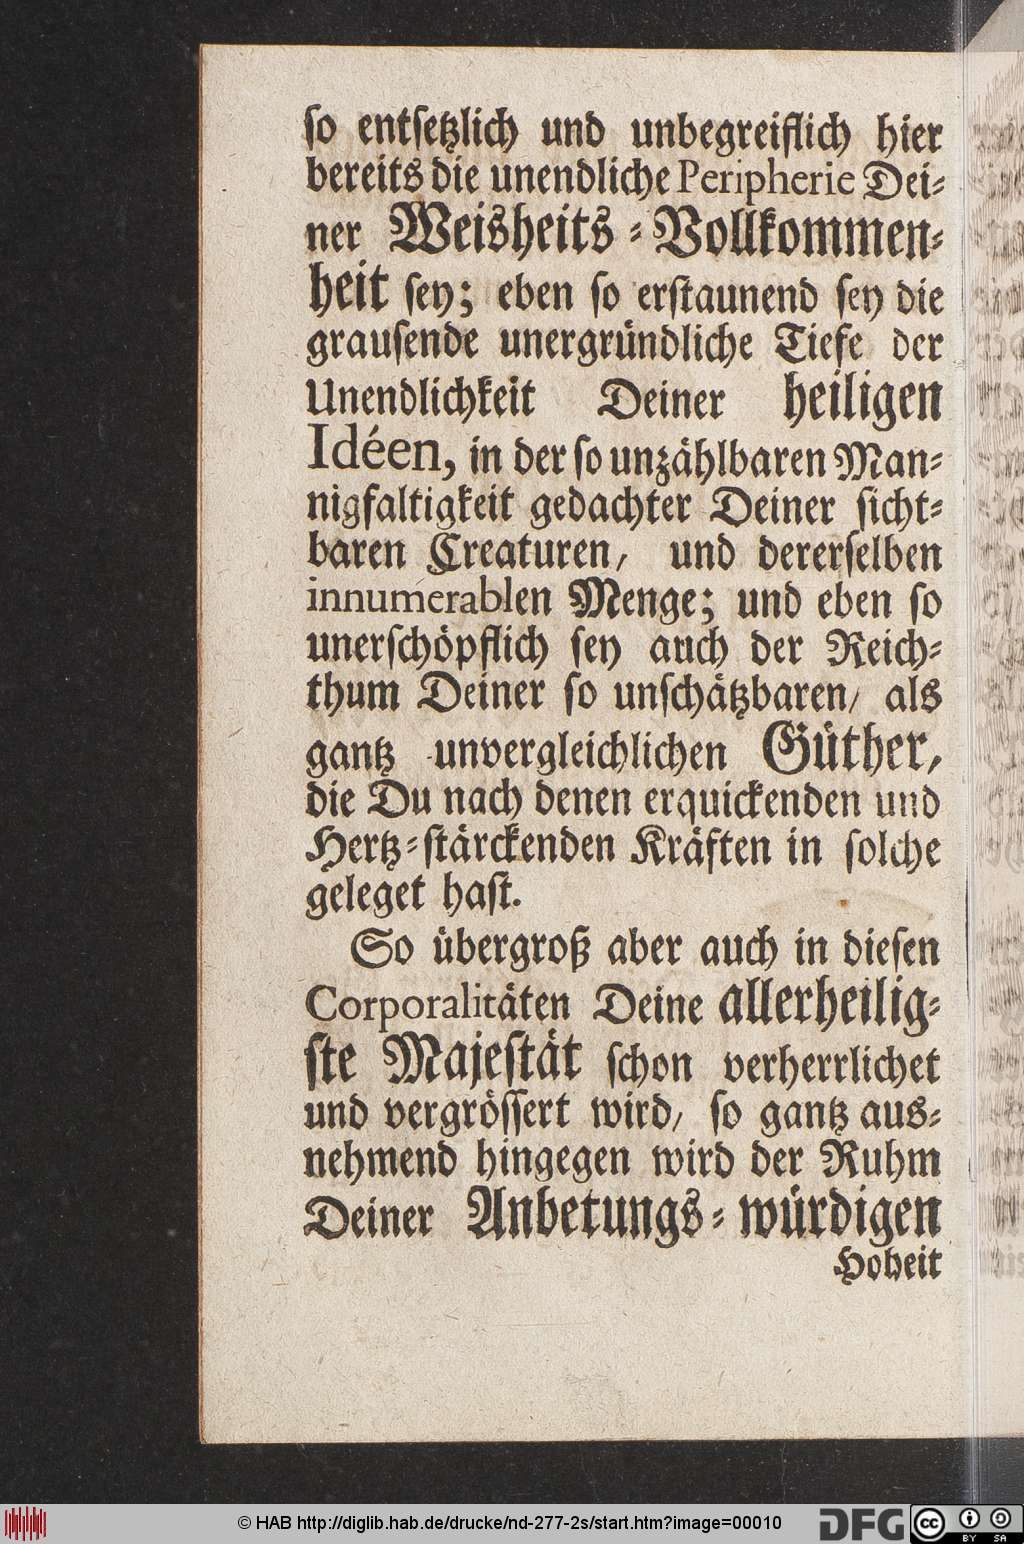 so entsetzlich und unbegreiflich hier
bereits die unendliche Peripherie Dei-
ner Weisheits-Vollkommen-
heit sey; eben so erstaunend sey die
grausende unergründliche Tiefe der
Unendlichkeit Deiner heiligen
Idéen, in der so unzählbaren Man-
nigfaltigkeit gedachter Deiner sicht-
baren Creaturen, und dererselben
innumerablen Menge; und eben so
unerschöpflich sey auch der Reich-
thum Deiner so unschätzbaren, als
gantz unvergleichlichen Güther,
die Du nach denen erquickenden und
Hertz-stärckenden Kräften in solche
geleget hast.
So übergroß aber auch in diesen
Corporalitäten Deine allerheilig-
ste Majestät schon verherrlichet
und vergrössert wird, so gantz aus-
nehmend hingegen wird der Ruhm
Deiner Anbetungs-würdigen
Hoheit
© HAB http://diglib.hab.de/drucke/nd-277-2s/start.htm?image=00010
DFG
cc BY SA